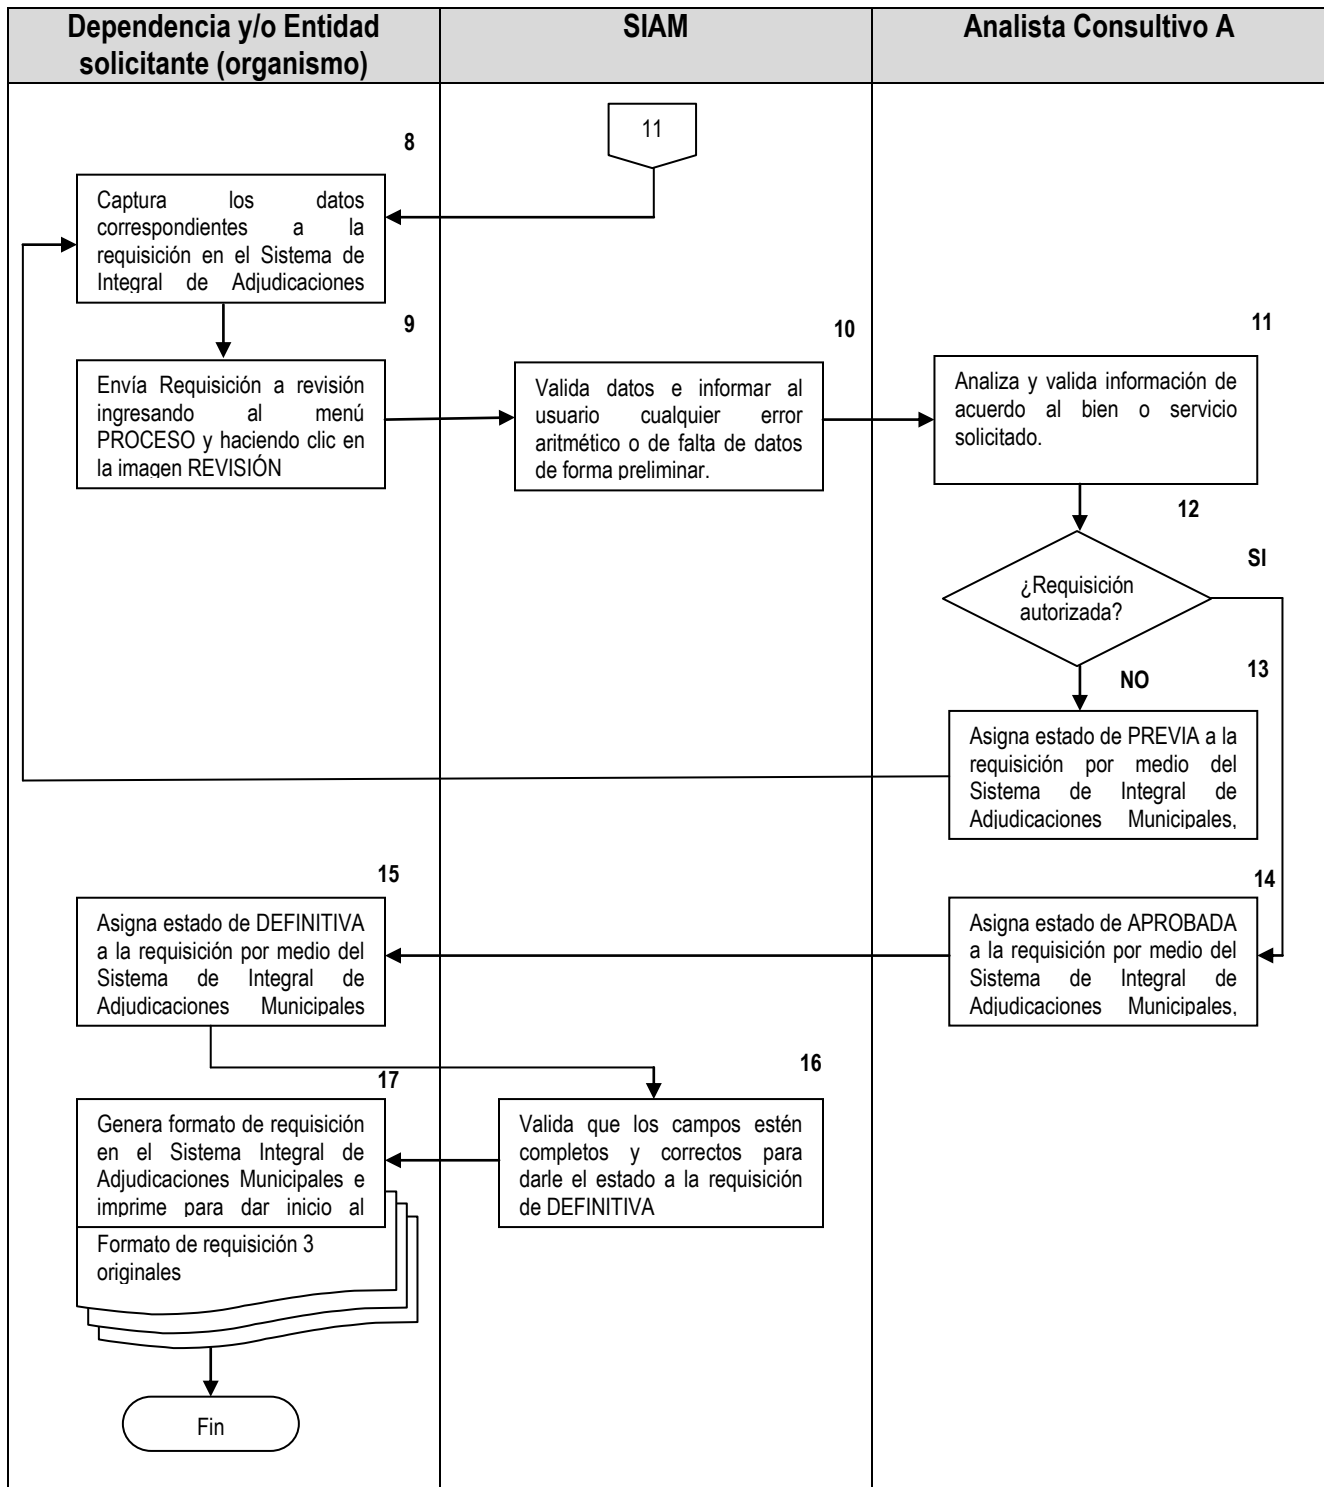 Dependencia y/o Entidad
solicitante (organismo)
SIAM
Analista Consultivo A
11
8
Captura los datos
correspondientes a la
requisición en el Sistema de
Integral de Adjudicaciones
9
Envía Requisición a revisión
ingresando al menú
PROCESO y haciendo clic en
la imagen REVISIÓN
10
Valida datos e informar al
usuario cualquier error
aritmético o de falta de datos
de forma preliminar.
11
Analiza y valida información de
acuerdo al bien o servicio
solicitado.
12
¿Requisición
autorizada?
SI
NO
13
Asigna estado de PREVIA a la
requisición por medio del
Sistema de Integral de
Adjudicaciones Municipales,
14
Asigna estado de APROBADA
a la requisición por medio del
Sistema de Integral de
Adjudicaciones Municipales,
15
Asigna estado de DEFINITIVA
a la requisición por medio del
Sistema de Integral de
Adjudicaciones Municipales
16
Valida que los campos estén
completos y correctos para
darle el estado a la requisición
de DEFINITIVA
17
Genera formato de requisición
en el Sistema Integral de
Adjudicaciones Municipales e
imprime para dar inicio al
Formato de requisición 3
originales
Fin